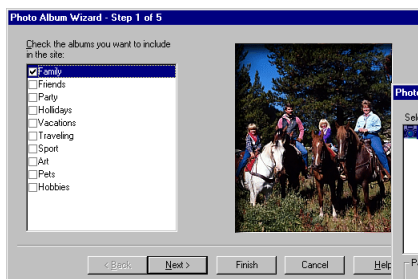 Photo Album Wizard - Step 1 of 5
Check the albums you want to include
in the site:
Family
Friends
Party
Hollidays
Vacations
Traveling
Sport
Art
Pets
Hobbies
< Back
Next >
Finish
Cancel
Help
Phot
Sel